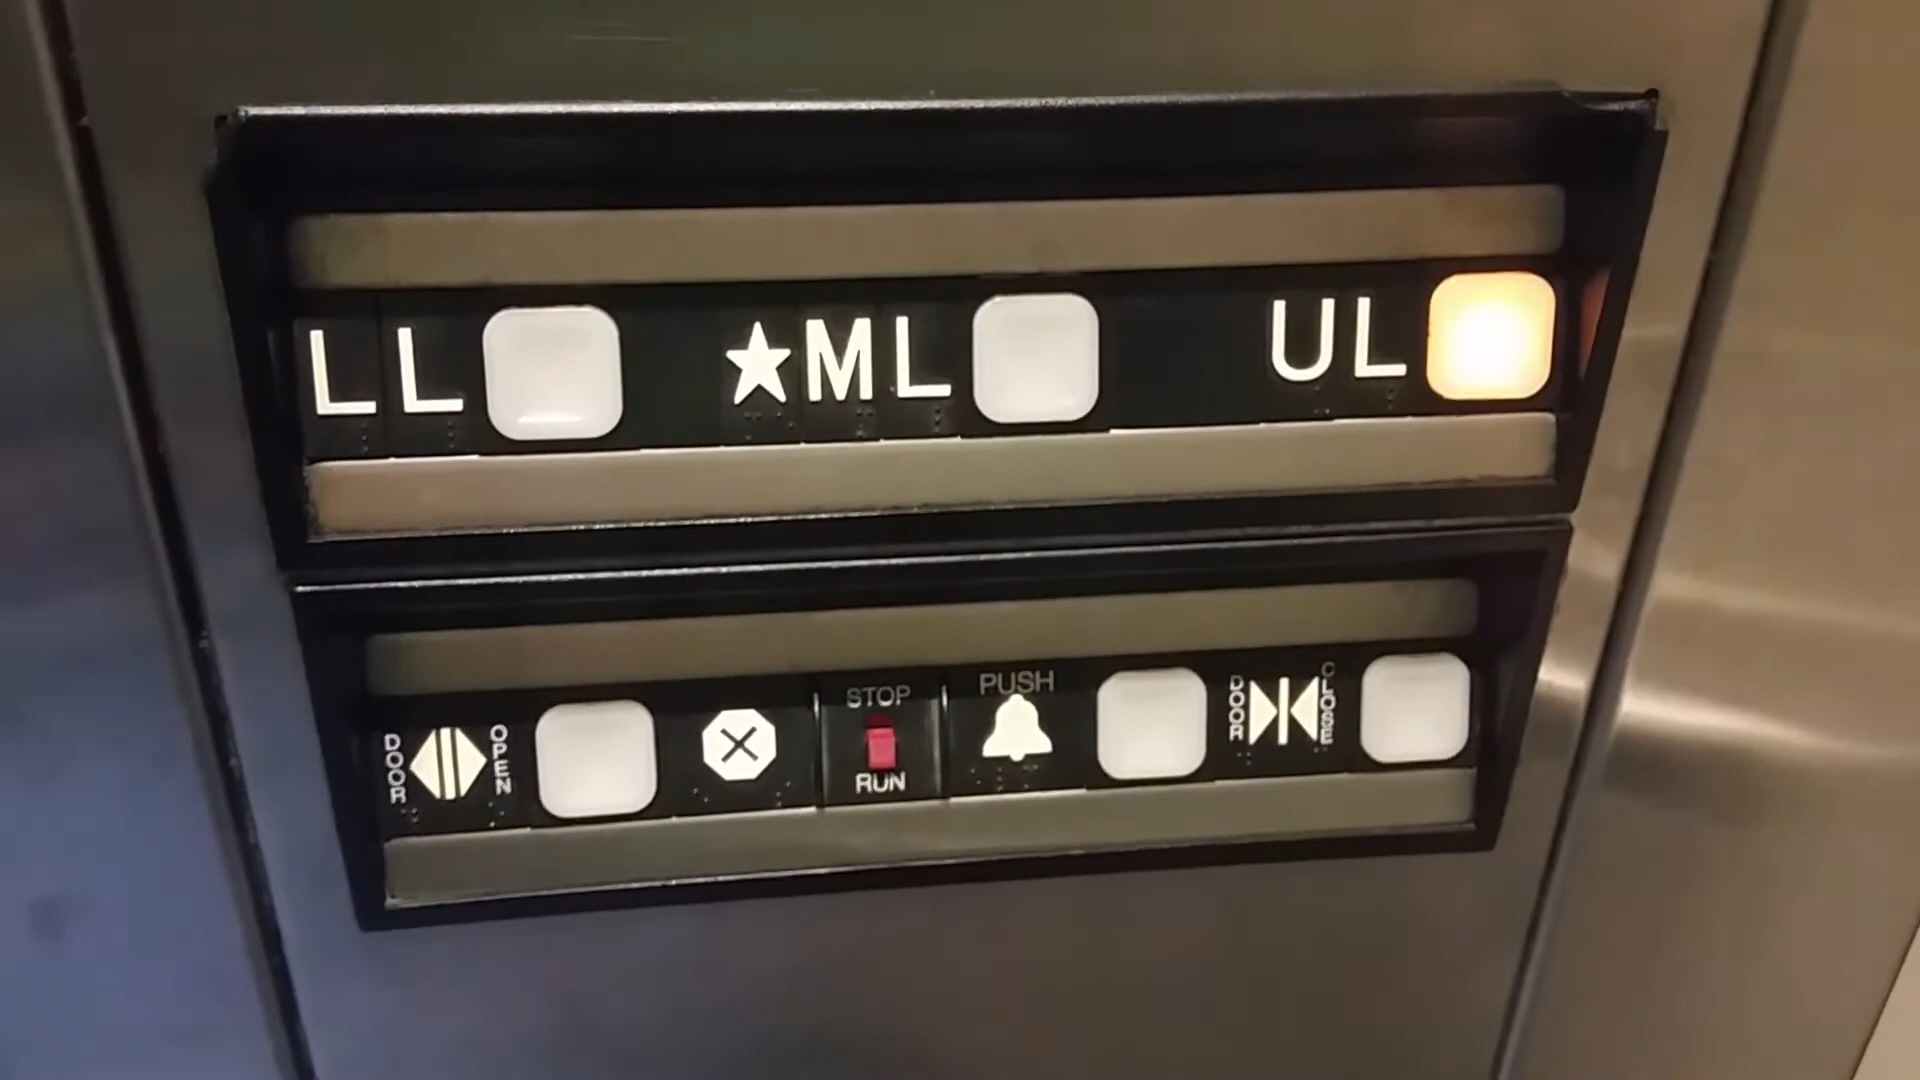 LL ★ML UL
DOOR OPEN
STOP
RUN
PUSH
DOOR CLOSE